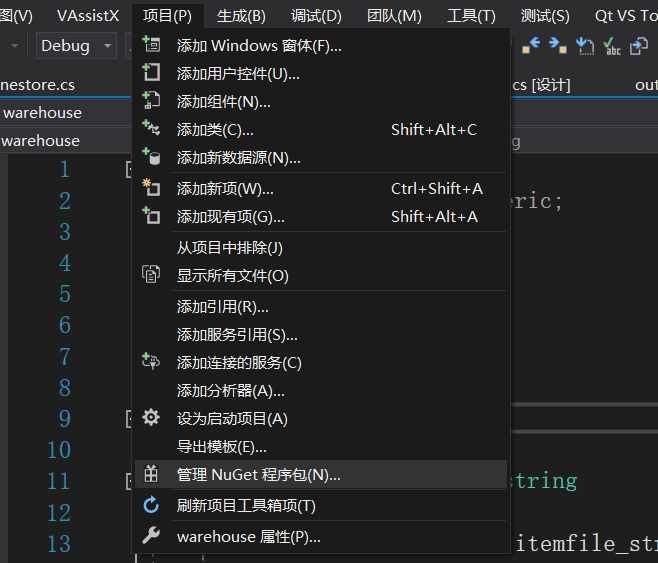 图(V) VAssistX 项目(P) 生成(B) 调试(D) 团队(M) 工具(T) 测试(S) Qt VS To
Debug
nestore.cs cs [设计] out
warehouse
warehouse g
添加 Windows 窗体(F)...
添加用户控件(U)...
添加组件(N)...
添加类(C)... Shift+Alt+C
添加新数据源(N)...
添加新项(W)... Ctrl+Shift+A
添加现有项(G)... Shift+Alt+A
从项目中排除(J)
显示所有文件(O)
添加引用(R)...
添加服务引用(S)...
添加连接的服务(C)
添加分析器(A)...
设为启动项目(A)
导出模板(E)...
管理 NuGet 程序包(N)...
刷新项目工具箱项(T)
warehouse 属性(P)...
1
2 eric;
3
4
5
6
7
8
9
10
11 string
12
13 itemfile_str